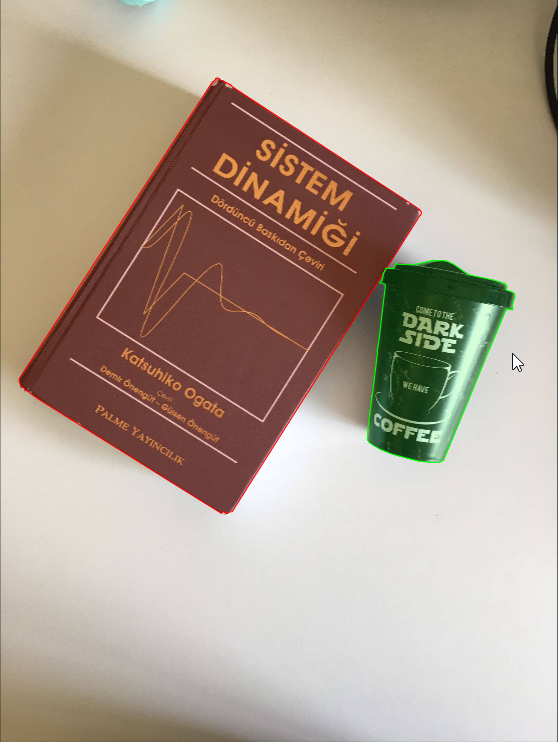 SİSTEM
DİNAMİĞİ
Dördüncü Baskıdan Çeviri
Katsuhiko Ogata
Çeviri
Demir Önengüt – Gülsen Önengüt
PALME YAYINCILIK
COME TO THE
DARK
SIDE
WE HAVE
COFFEE